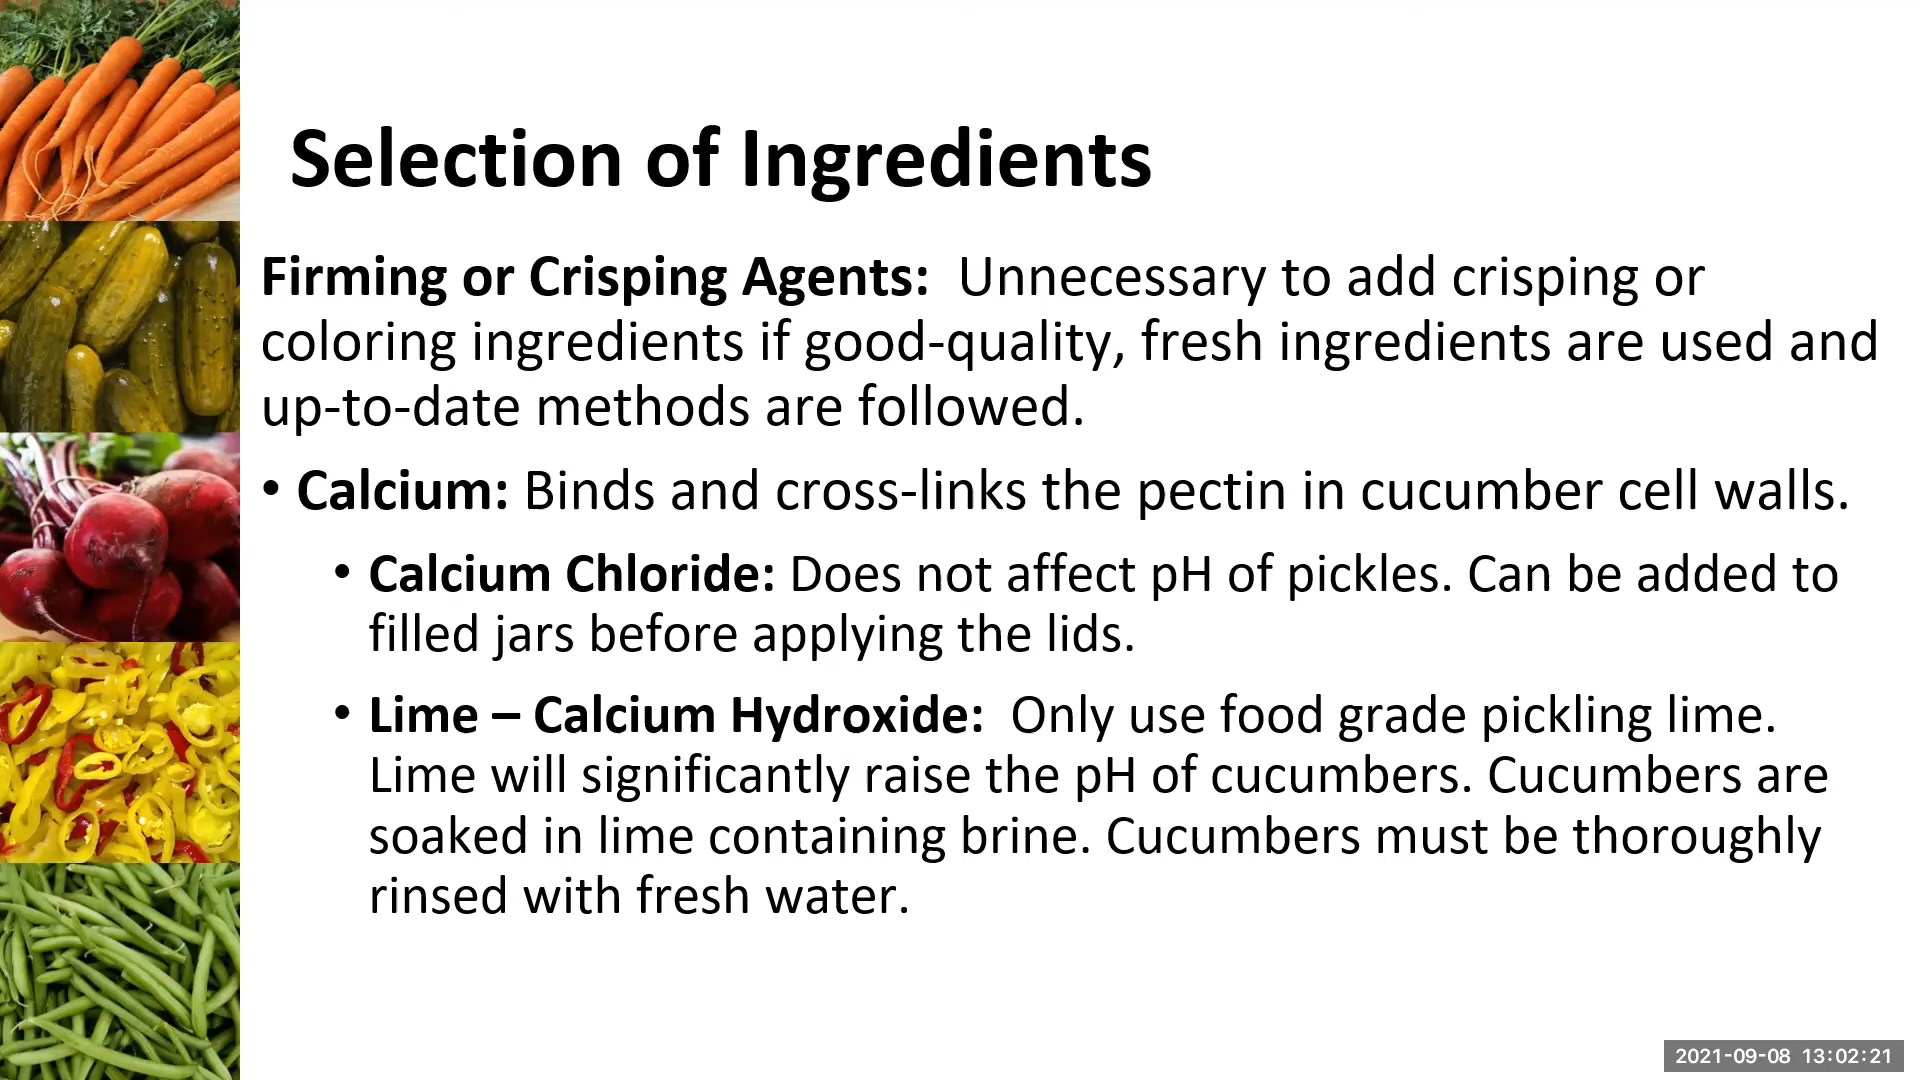 Selection of Ingredients
Firming or Crisping Agents:  Unnecessary to add crisping or
coloring ingredients if good-quality, fresh ingredients are used and
up-to-date methods are followed.
• Calcium: Binds and cross-links the pectin in cucumber cell walls.
• Calcium Chloride: Does not affect pH of pickles. Can be added to
filled jars before applying the lids.
• Lime – Calcium Hydroxide:  Only use food grade pickling lime.
Lime will significantly raise the pH of cucumbers. Cucumbers are
soaked in lime containing brine. Cucumbers must be thoroughly
rinsed with fresh water.
2021-09-08 13:02:21